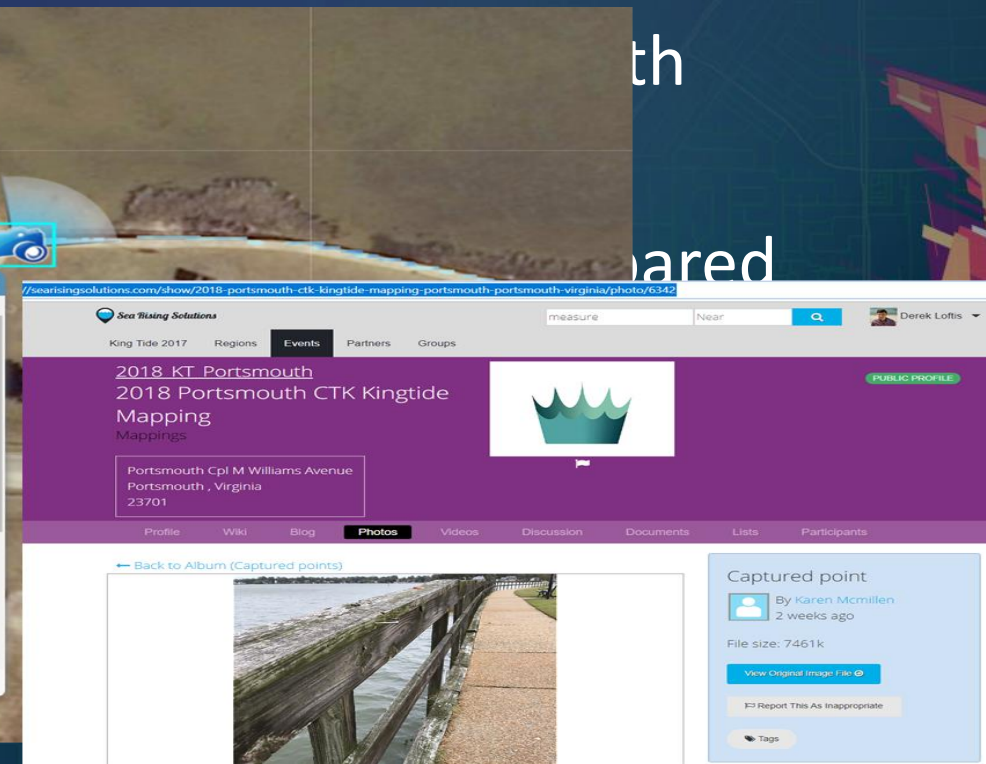 th
pared
//searisingsolutions.com/show/2018-portsmouth-ctk-kingtide-mapping-portsmouth-portsmouth-virginia/photo/6342
Sea Rising Solutions
measure
Near
Derek Loftis
King Tide 2017
Regions
Events
Partners
Groups
2018 KT Portsmouth
2018 Portsmouth CTK Kingtide
Mapping
Mappings
PUBLIC PROFILE
Portsmouth Cpl M Williams Avenue
Portsmouth , Virginia
23701
Profile
Wiki
Blog
Photos
Videos
Discussion
Documents
Lists
Participants
← Back to Album (Captured points)
Captured point
By Karen Mcmillen
2 weeks ago
File size: 7461k
View Original Image File
Report This As Inappropriate
Tags